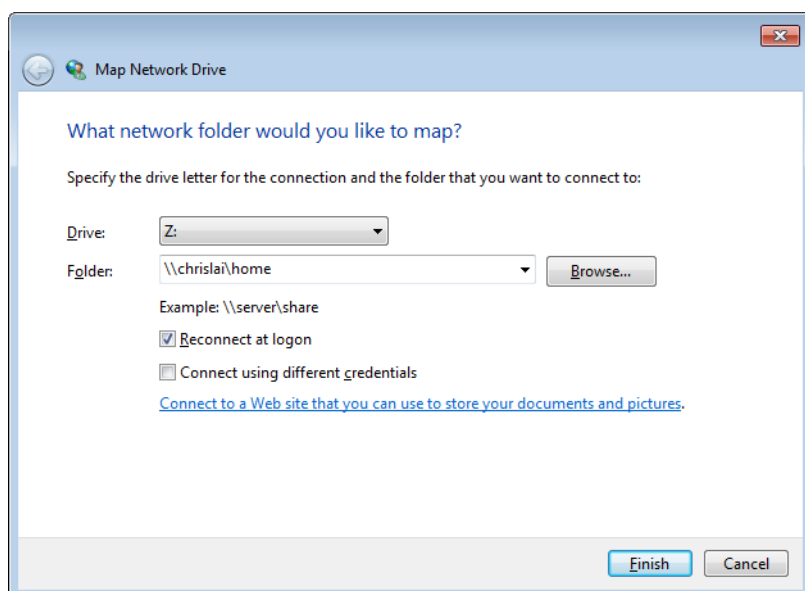 Map Network Drive
What network folder would you like to map?
Specify the drive letter for the connection and the folder that you want to connect to:
Drive: Z:
Folder: \\chrislai\home Browse...
Example: \\server\share
Reconnect at logon
Connect using different credentials
Connect to a Web site that you can use to store your documents and pictures.
Finish Cancel